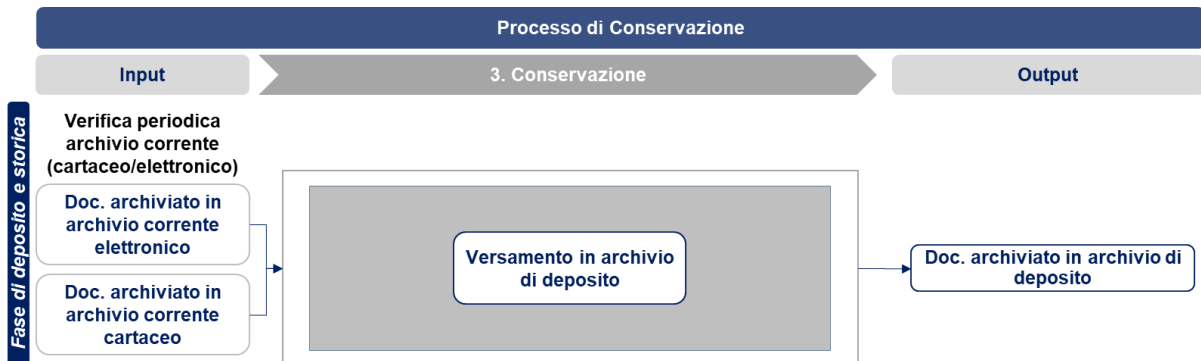 Processo di Conservazione
Input
3. Conservazione
Output
Fase di deposito e storica
Verifica periodica
archivio corrente
(cartaceo/elettronico)
Doc. archiviato in
archivio corrente
elettronico
Doc. archiviato in
archivio corrente
cartaceo
Versamento in archivio
di deposito
Doc. archiviato in archivio di
deposito